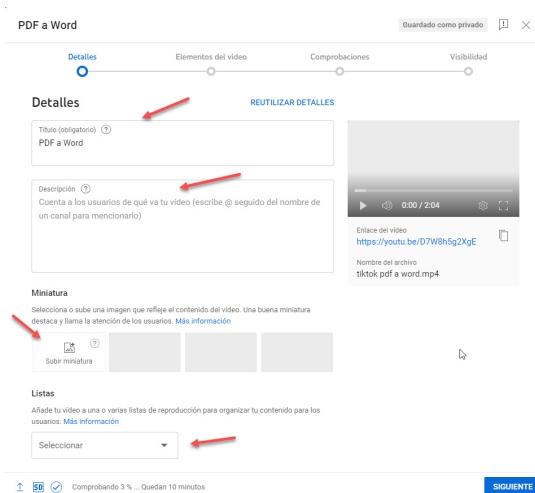 PDF a Word
Guardado como privado
Detalles
Elementos del vídeo
Comprobaciones
Visibilidad
Detalles
REUTILIZAR DETALLES
Título (obligatorio)
PDF a Word
Descripción
Cuenta a los usuarios de qué va tu vídeo (escribe @ seguido del nombre de
un canal para mencionarlo)
0:00 / 2:04
Enlace del vídeo
https://youtu.be/D7W8h5g2XgE
Nombre del archivo
tiktok pdf a word.mp4
Miniatura
Selecciona o sube una imagen que refleje el contenido del vídeo. Una buena miniatura
destaca y llama la atención de los usuarios. Más información
Subir miniatura
Listas
Añade tu vídeo a una o varias listas de reproducción para organizar tu contenido para los
usuarios. Más información
Seleccionar
SD
Comprobando 3 % ... Quedan 10 minutos
SIGUIENTE